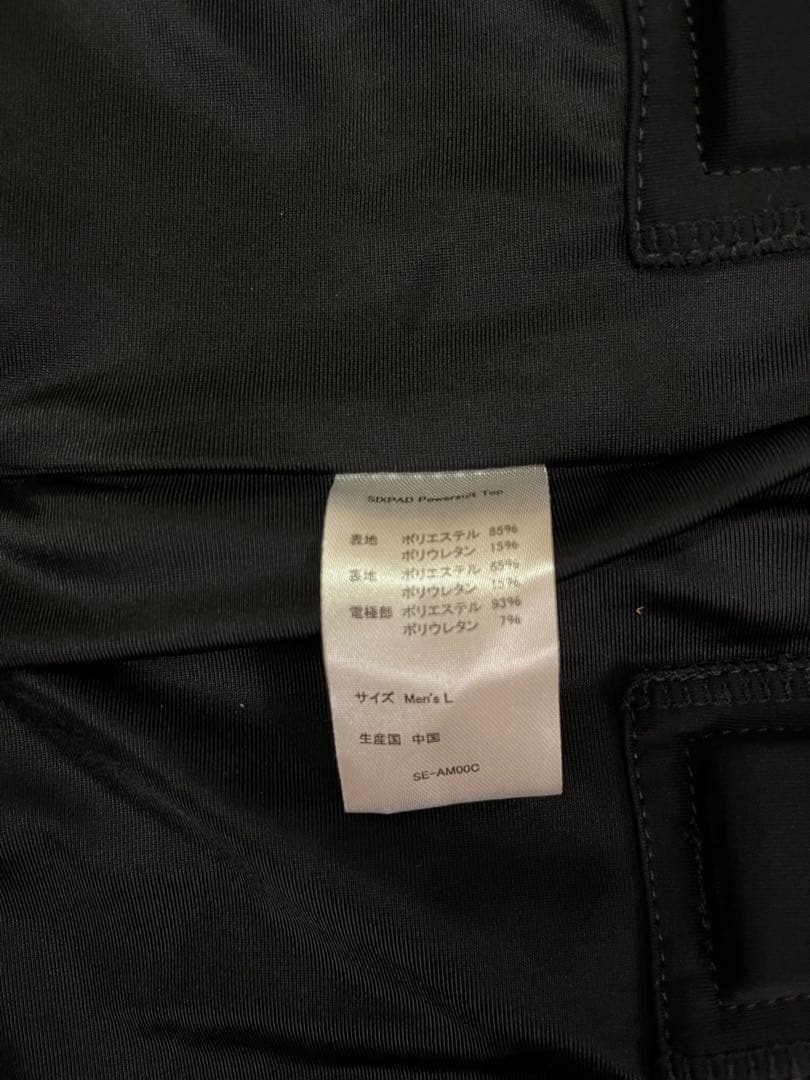 SIXPAD Powersuit Top
表地 ポリエステル 85%
ポリウレタン 15%
表地 ポリエステル 85%
ポリウレタン 15%
電極部 ポリエステル 93%
ポリウレタン 7%
サイズ Men's L
生産国 中国
SE-AM00C